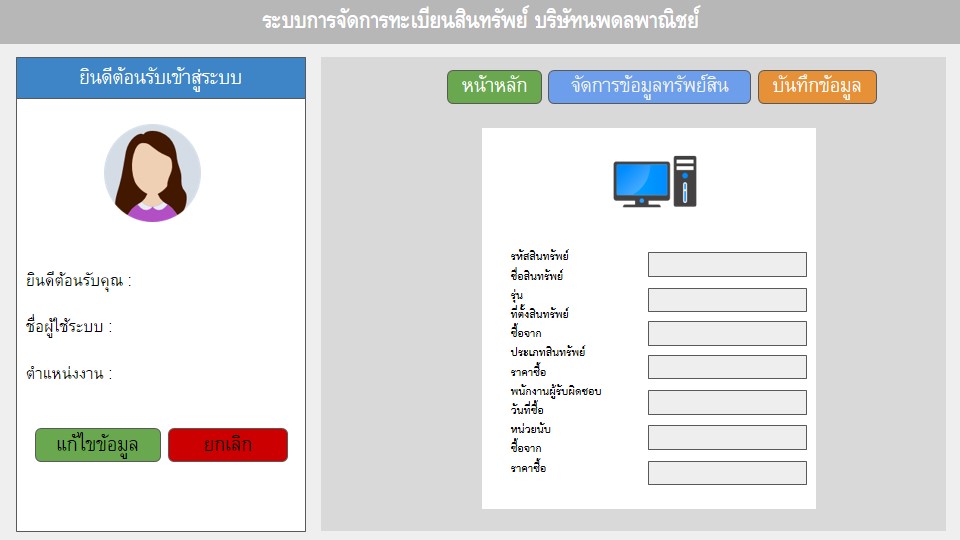 ระบบการจัดการทะเบียนสินทรัพย์ บริษัทนพดลพาณิชย์
ยินดีต้อนรับเข้าสู่ระบบ
ยินดีต้อนรับคุณ :
ชื่อผู้ใช้ระบบ :
ตำแหน่งงาน :
แก้ไขข้อมูล ยกเลิก
หน้าหลัก จัดการข้อมูลทรัพย์สิน บันทึกข้อมูล
รหัสสินทรัพย์
ชื่อสินทรัพย์
รุ่น
ที่ตั้งสินทรัพย์
ซื้อจาก
ประเภทสินทรัพย์
ราคาซื้อ
พนักงานผู้รับผิดชอบ
วันที่ซื้อ
หน่วยนับ
ซื้อจาก
ราคาซื้อ